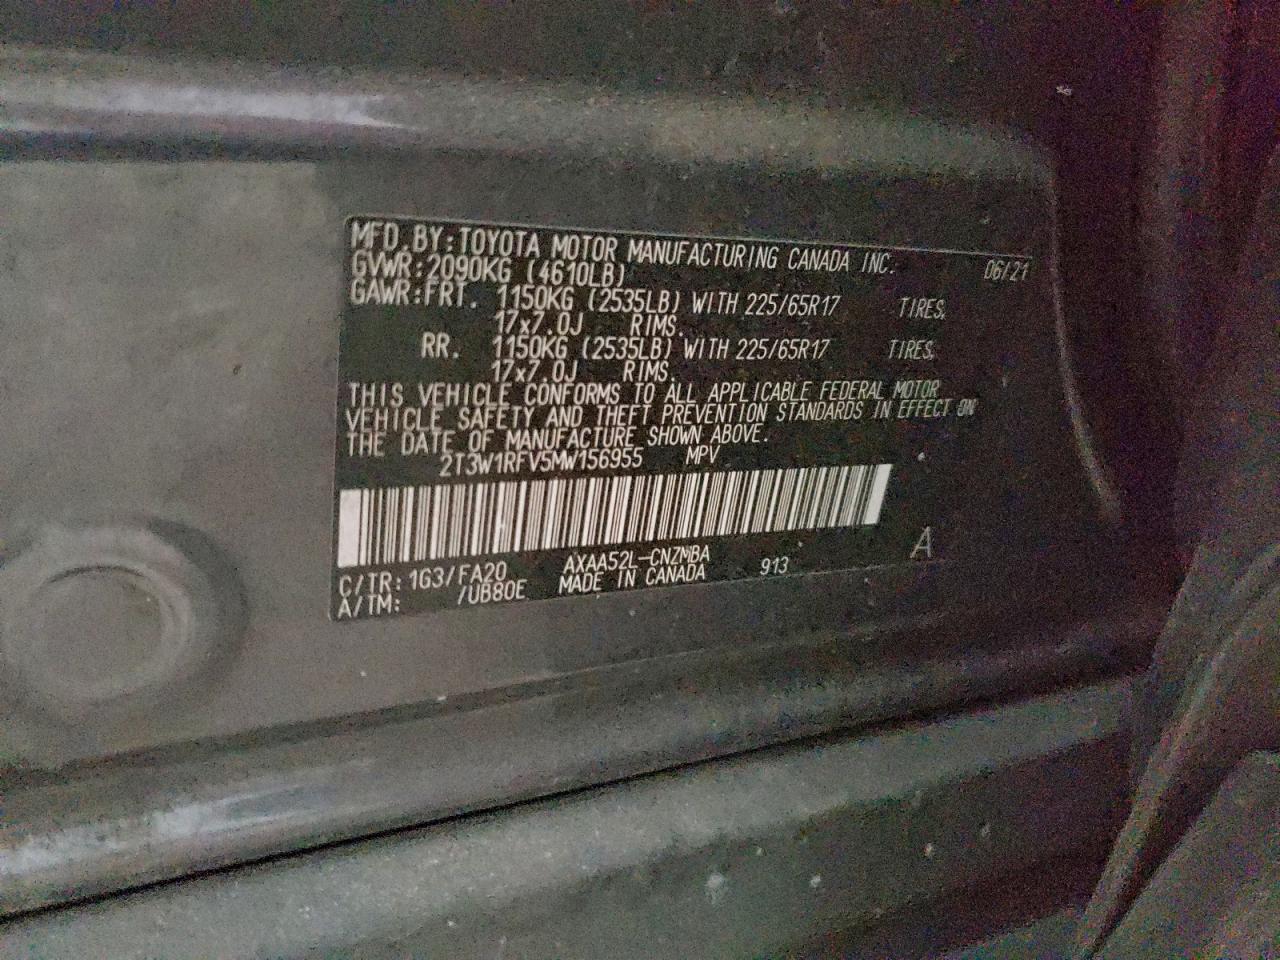 MFD.BY:TOYOTA MOTOR MANUFACTURING CANADA INC. 06/21
GVWR:2090KG (4610LB)
GAWR:FRT. 1150KG (2535LB) WITH 225/65R17 TIRES,
17x7.0J RIMS.
RR. 1150KG (2535LB) WITH 225/65R17 TIRES,
17x7.0J RIMS.
THIS VEHICLE CONFORMS TO ALL APPLICABLE FEDERAL MOTOR
VEHICLE SAFETY AND THEFT PREVENTION STANDARDS IN EFFECT ON
THE DATE OF MANUFACTURE SHOWN ABOVE.
2T3W1RFV5MW156955 MPV
C/TR: 1G3/FA20 AXAA52L-CNZMBA A
A/TM: /UB80E MADE IN CANADA 913